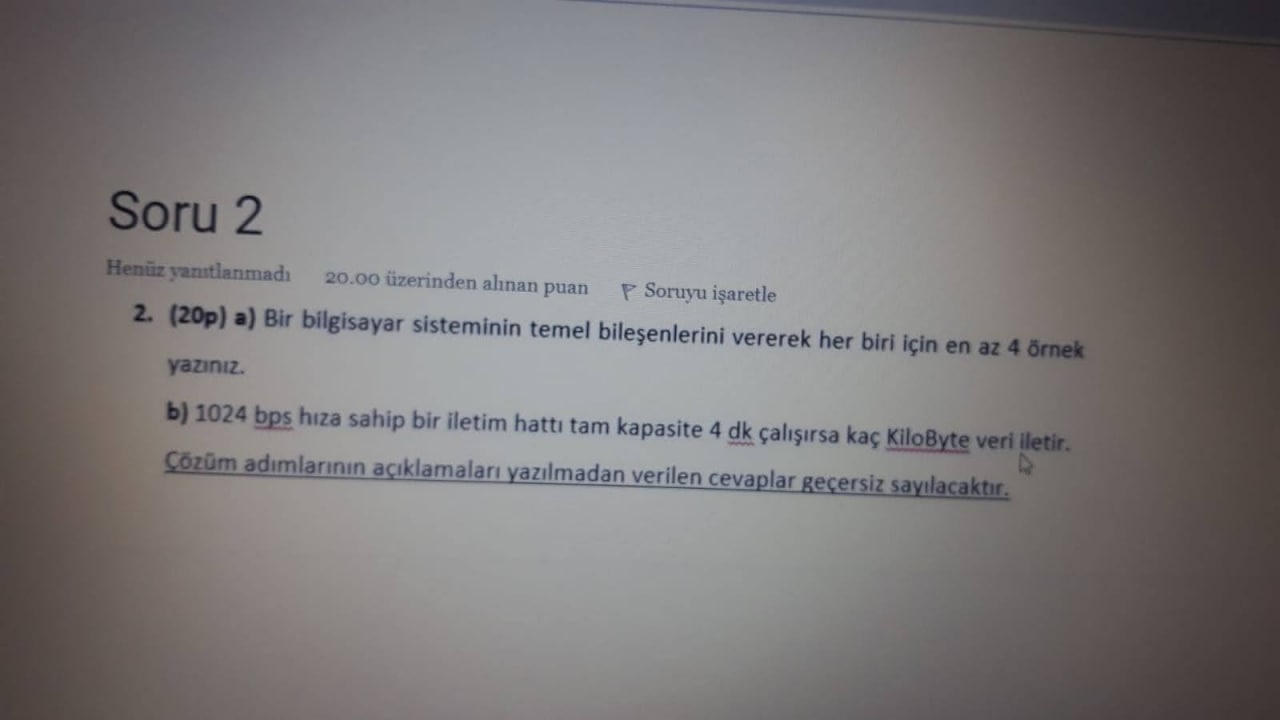 Soru 2
Henüz yanıtlanmadı 20.00 üzerinden alınan puan Soruyu işaretle
2. (20p) a) Bir bilgisayar sisteminin temel bileşenlerini vererek her biri için en az 4 örnek
yazınız.
b) 1024 bps hıza sahip bir iletim hattı tam kapasite 4 dk çalışırsa kaç KiloByte veri iletir.
Çözüm adımlarının açıklamaları yazılmadan verilen cevaplar geçersiz sayılacaktır.